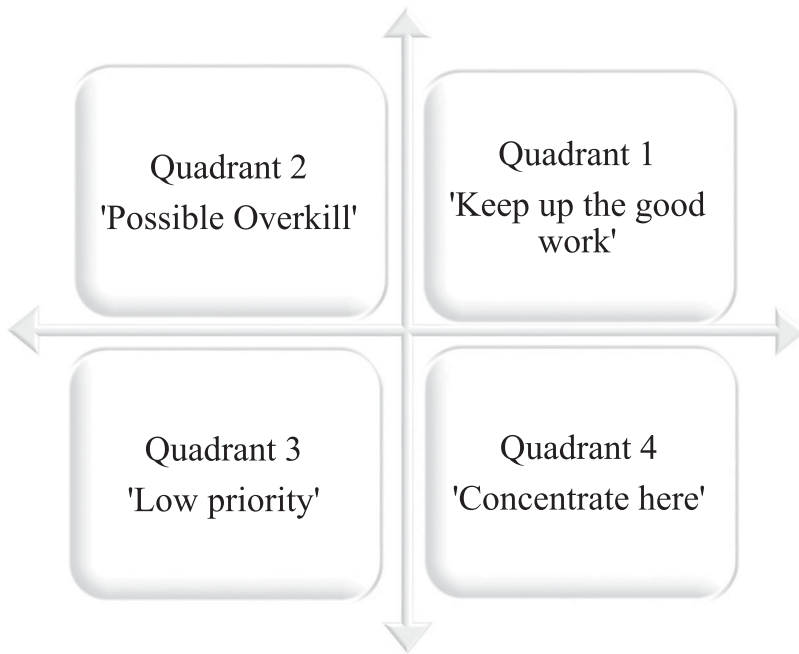 Quadrant 2
'Possible Overkill'
Quadrant 1
'Keep up the good
work'
Quadrant 3
'Low priority'
Quadrant 4
'Concentrate here'